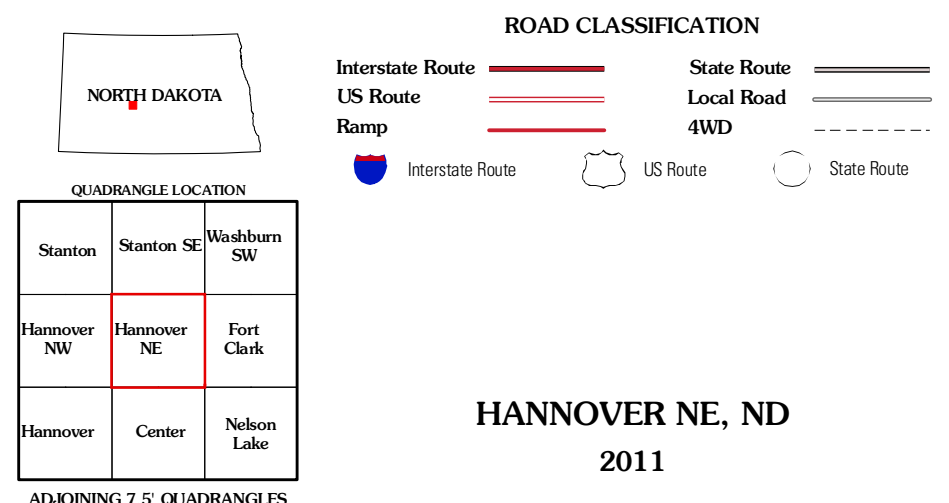 NORTH DAKOTA
QUADRANGLE LOCATION
Stanton
Stanton SE
Washburn
SW
Hannover
NW
Hannover
NE
Fort
Clark
Hannover
Center
Nelson
Lake
ADJOINING 7.5' QUADRANGLES
ROAD CLASSIFICATION
Interstate Route
State Route
US Route
Local Road
Ramp
4WD
Interstate Route
US Route
State Route
HANNOVER NE, ND
2011